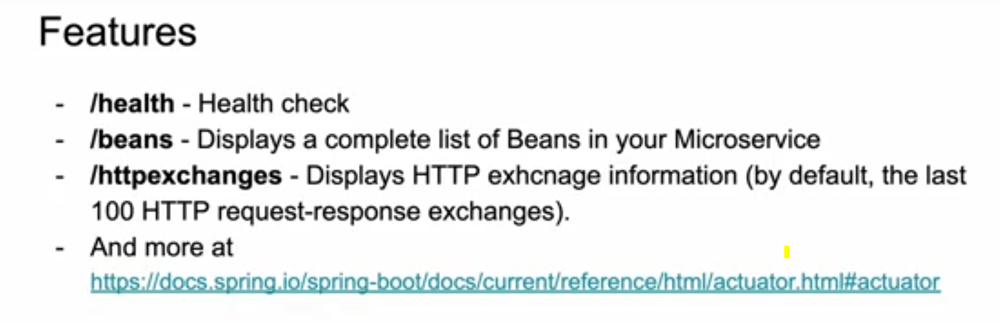 Features
- /health - Health check
- /beans - Displays a complete list of Beans in your Microservice
- /httpexchanges - Displays HTTP exhcnage information (by default, the last
100 HTTP request-response exchanges).
- And more at
https://docs.spring.io/spring-boot/docs/current/reference/html/actuator.html#actuator